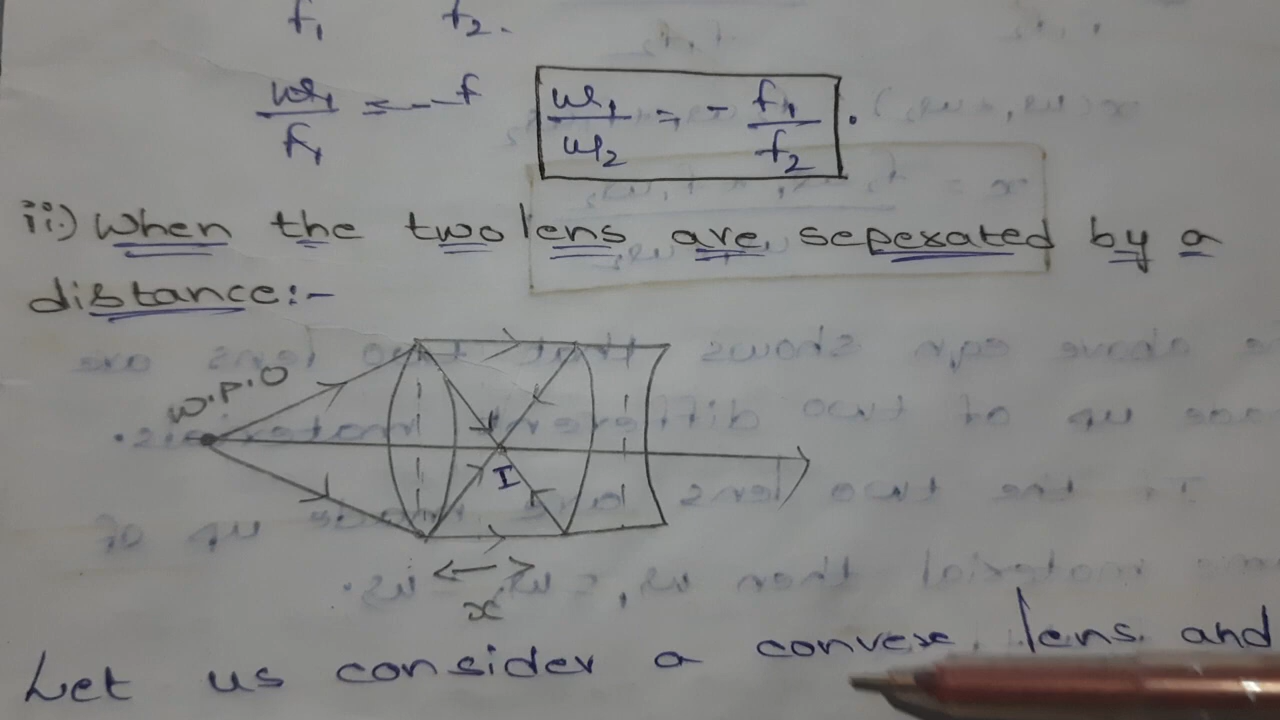 f₁ f₂.
ω₁/f₁ = -f
ω₁/ω₂ = - f₁/f₂.
ii:) When the two lens are seperated by a
distance:-
W.P.O
I
x
Let us consider a convex lens and